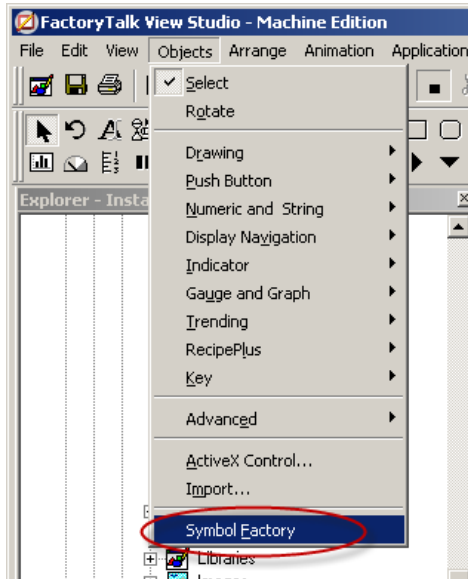 FactoryTalk View Studio - Machine Edition
File Edit View Objects Arrange Animation Application
Select
Rotate
Drawing
Push Button
Numeric and String
Display Navigation
Indicator
Gauge and Graph
Trending
RecipePlus
Key
Advanced
ActiveX Control...
Import...
Symbol Factory
Explorer - Insta
Libraries